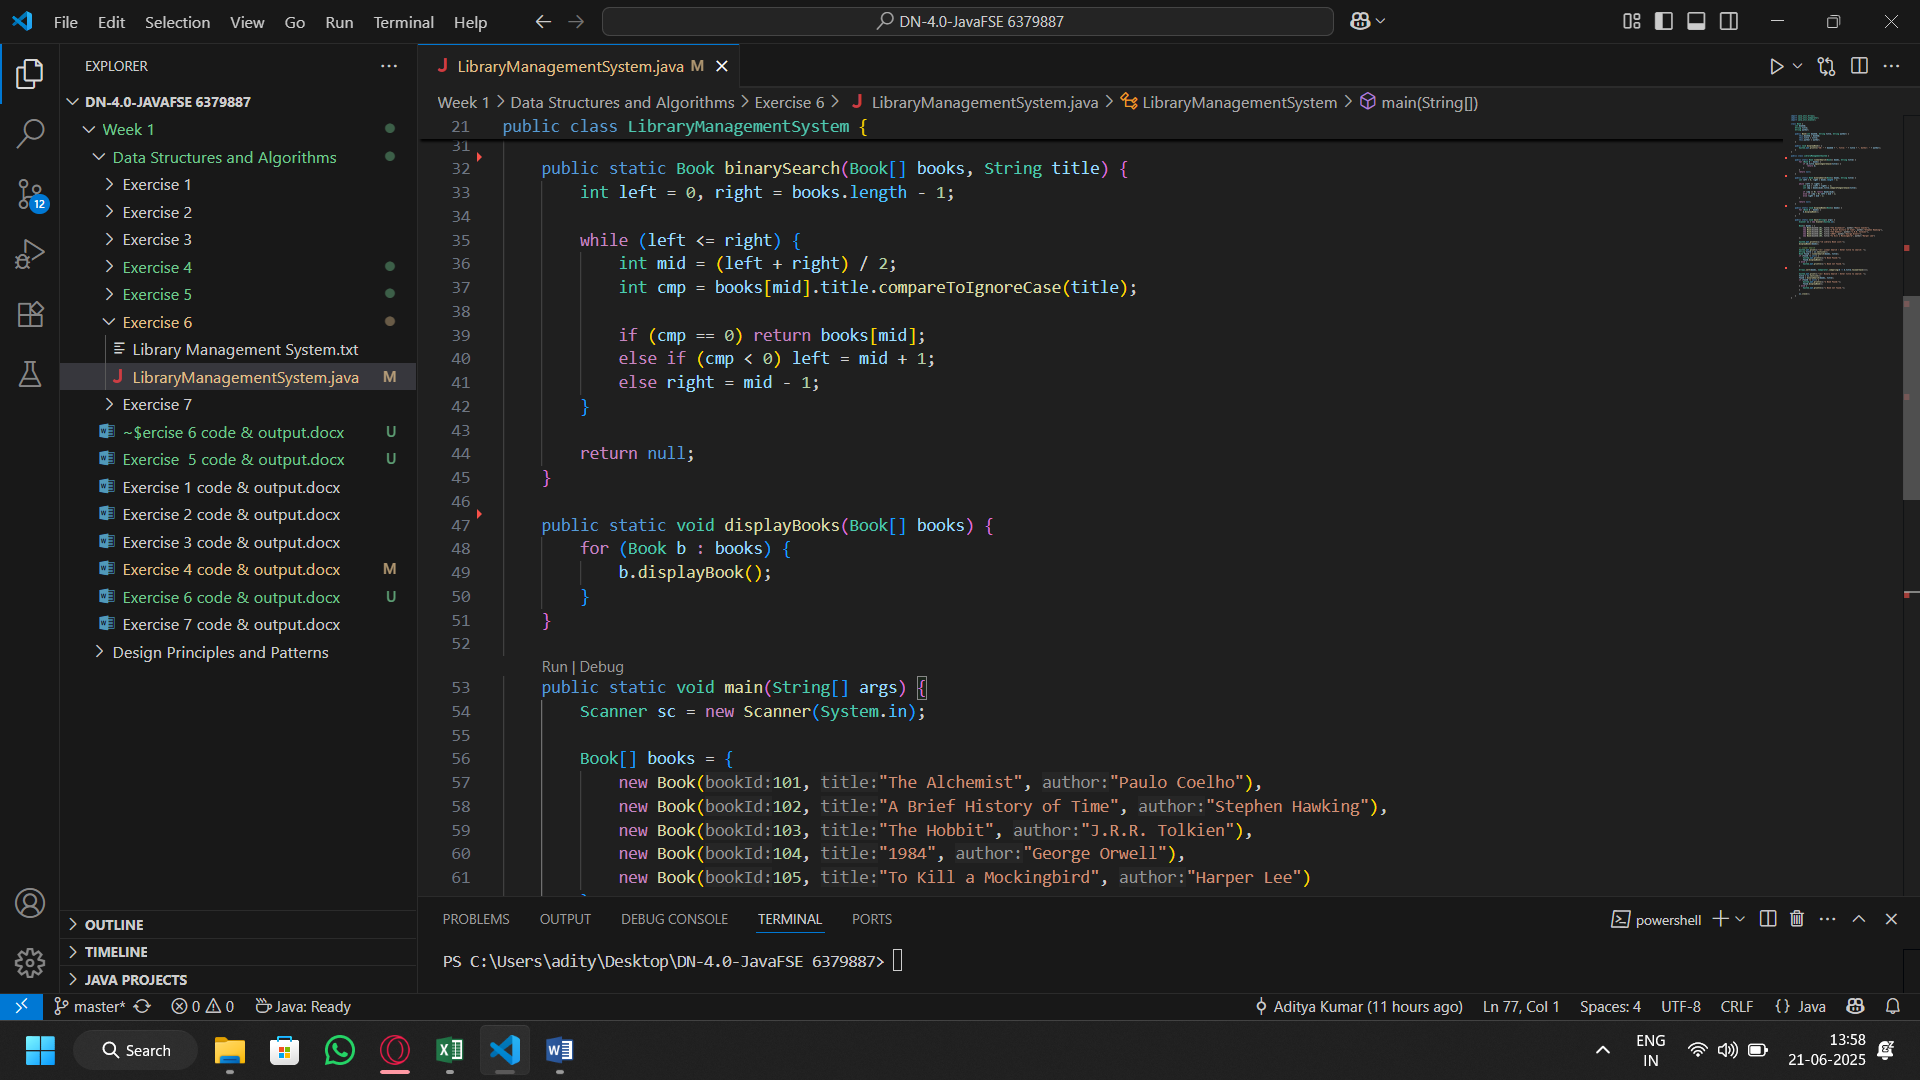 File Edit Selection View Go Run Terminal Help
DN-4.0-JavaFSE 6379887
EXPLORER
DN-4.0-JAVAFSE 6379887
Week 1
Data Structures and Algorithms
Exercise 1
Exercise 2
Exercise 3
Exercise 4
Exercise 5
Exercise 6
Library Management System.txt
LibraryManagementSystem.java M
Exercise 7
~$ercise 6 code & output.docx U
Exercise  5 code & output.docx U
Exercise 1 code & output.docx
Exercise 2 code & output.docx
Exercise 3 code & output.docx
Exercise 4 code & output.docx M
Exercise 6 code & output.docx U
Exercise 7 code & output.docx
Design Principles and Patterns
OUTLINE
TIMELINE
JAVA PROJECTS
12
LibraryManagementSystem.java M
Week 1 > Data Structures and Algorithms > Exercise 6 > LibraryManagementSystem.java > LibraryManagementSystem > main(String[])
21 public class LibraryManagementSystem {
31
32 public static Book binarySearch(Book[] books, String title) {
33 int left = 0, right = books.length - 1;
34
35 while (left <= right) {
36 int mid = (left + right) / 2;
37 int cmp = books[mid].title.compareToIgnoreCase(title);
38
39 if (cmp == 0) return books[mid];
40 else if (cmp < 0) left = mid + 1;
41 else right = mid - 1;
42 }
43
44 return null;
45 }
46
47 public static void displayBooks(Book[] books) {
48 for (Book b : books) {
49 b.displayBook();
50 }
51 }
52
Run | Debug
53 public static void main(String[] args) {
54 Scanner sc = new Scanner(System.in);
55
56 Book[] books = {
57 new Book(bookId:101, title:"The Alchemist", author:"Paulo Coelho"),
58 new Book(bookId:102, title:"A Brief History of Time", author:"Stephen Hawking"),
59 new Book(bookId:103, title:"The Hobbit", author:"J.R.R. Tolkien"),
60 new Book(bookId:104, title:"1984", author:"George Orwell"),
61 new Book(bookId:105, title:"To Kill a Mockingbird", author:"Harper Lee")
PROBLEMS OUTPUT DEBUG CONSOLE TERMINAL PORTS
powershell
PS C:\Users\adity\Desktop\DN-4.0-JavaFSE 6379887>
master* 0 0 Java: Ready
Aditya Kumar (11 hours ago) Ln 77, Col 1 Spaces: 4 UTF-8 CRLF {} Java
Search
ENG
IN
13:58
21-06-2025